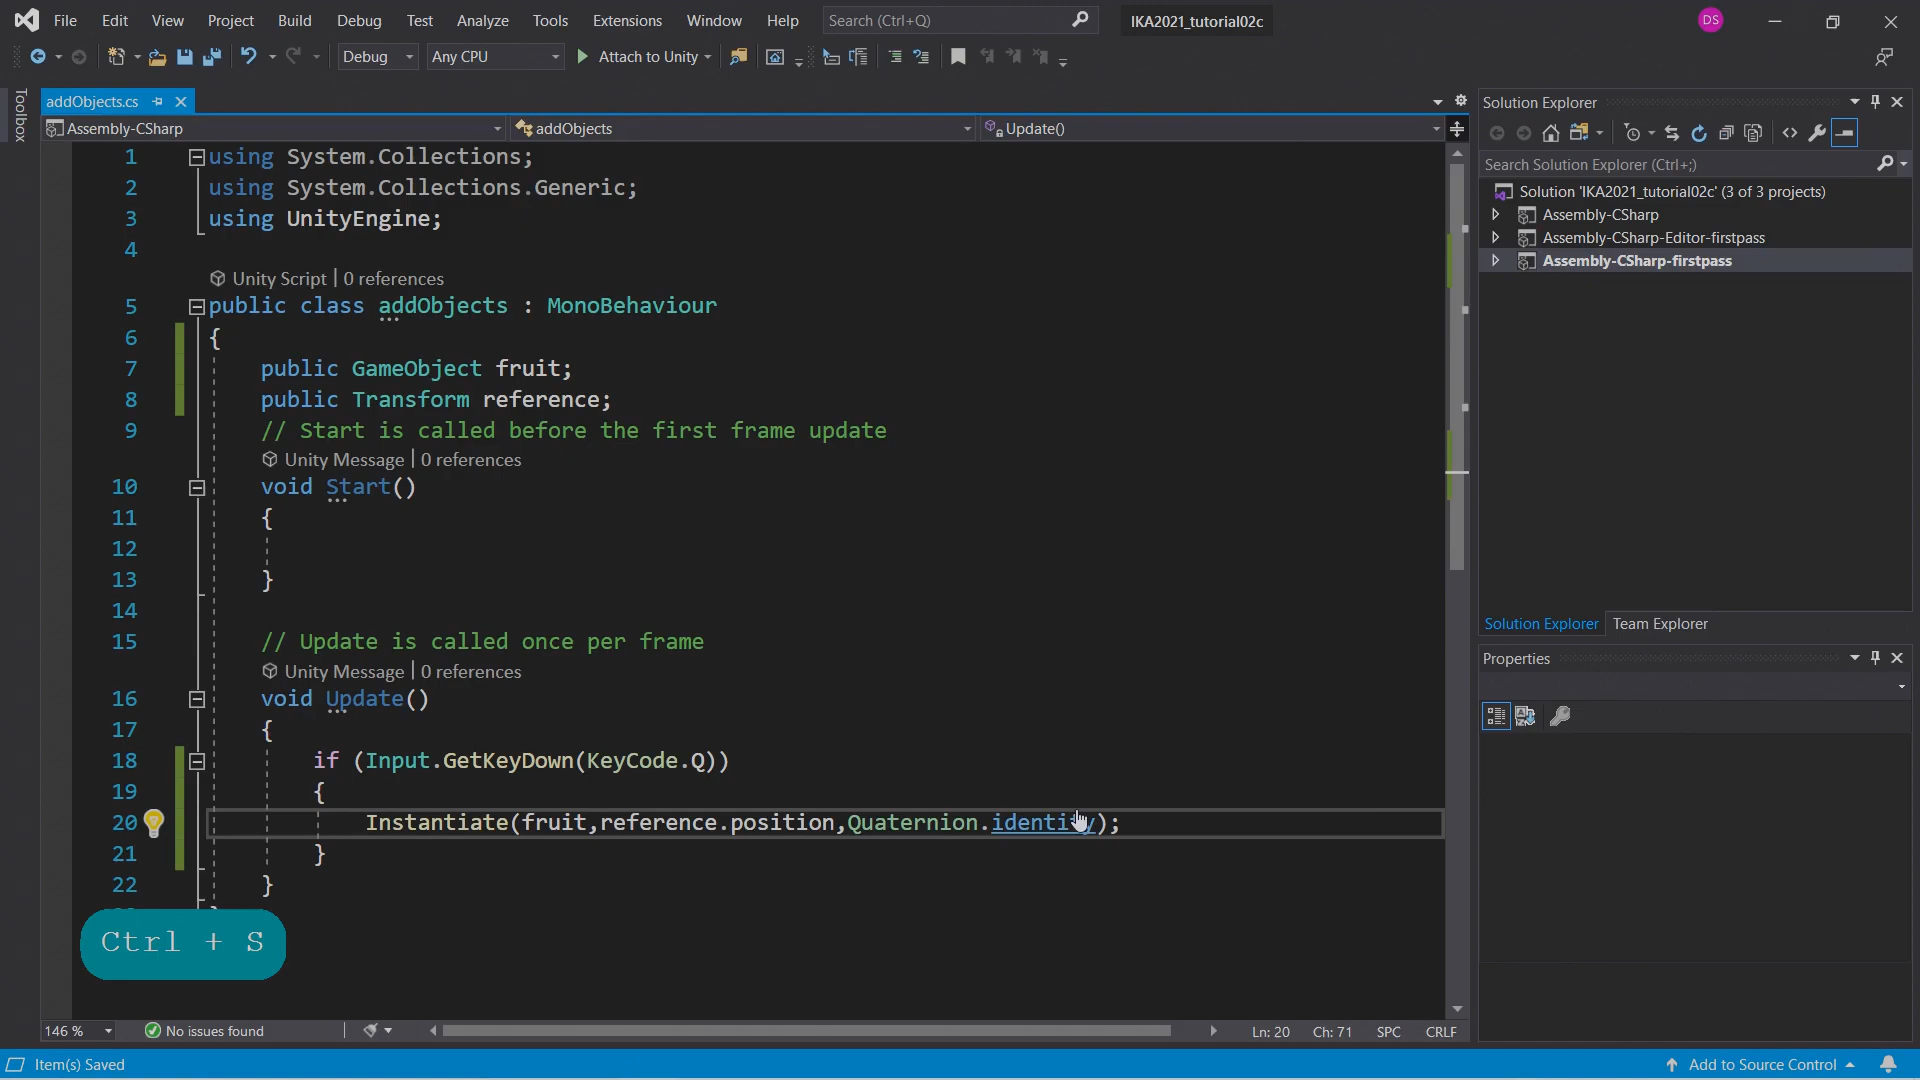 File Edit View Project Build Debug Test Analyze Tools Extensions Window Help Search (Ctrl+Q) IKA2021_tutorial02c DS
Debug Any CPU Attach to Unity
Toolbox
addObjects.cs
Assembly-CSharp addObjects Update()
1 using System.Collections;
2 using System.Collections.Generic;
3 using UnityEngine;
4
Unity Script | 0 references
5 public class addObjects : MonoBehaviour
6 {
7 public GameObject fruit;
8 public Transform reference;
9 // Start is called before the first frame update
Unity Message | 0 references
10 void Start()
11 {
12
13 }
14
15 // Update is called once per frame
Unity Message | 0 references
16 void Update()
17 {
18 if (Input.GetKeyDown(KeyCode.Q))
19 {
20 Instantiate(fruit,reference.position,Quaternion.identity);
21 }
22 }
Ctrl + S
146 % No issues found Ln: 20 Ch: 71 SPC CRLF
Item(s) Saved Add to Source Control
Solution Explorer
Search Solution Explorer (Ctrl+;)
Solution 'IKA2021_tutorial02c' (3 of 3 projects)
Assembly-CSharp
Assembly-CSharp-Editor-firstpass
Assembly-CSharp-firstpass
Solution Explorer Team Explorer
Properties